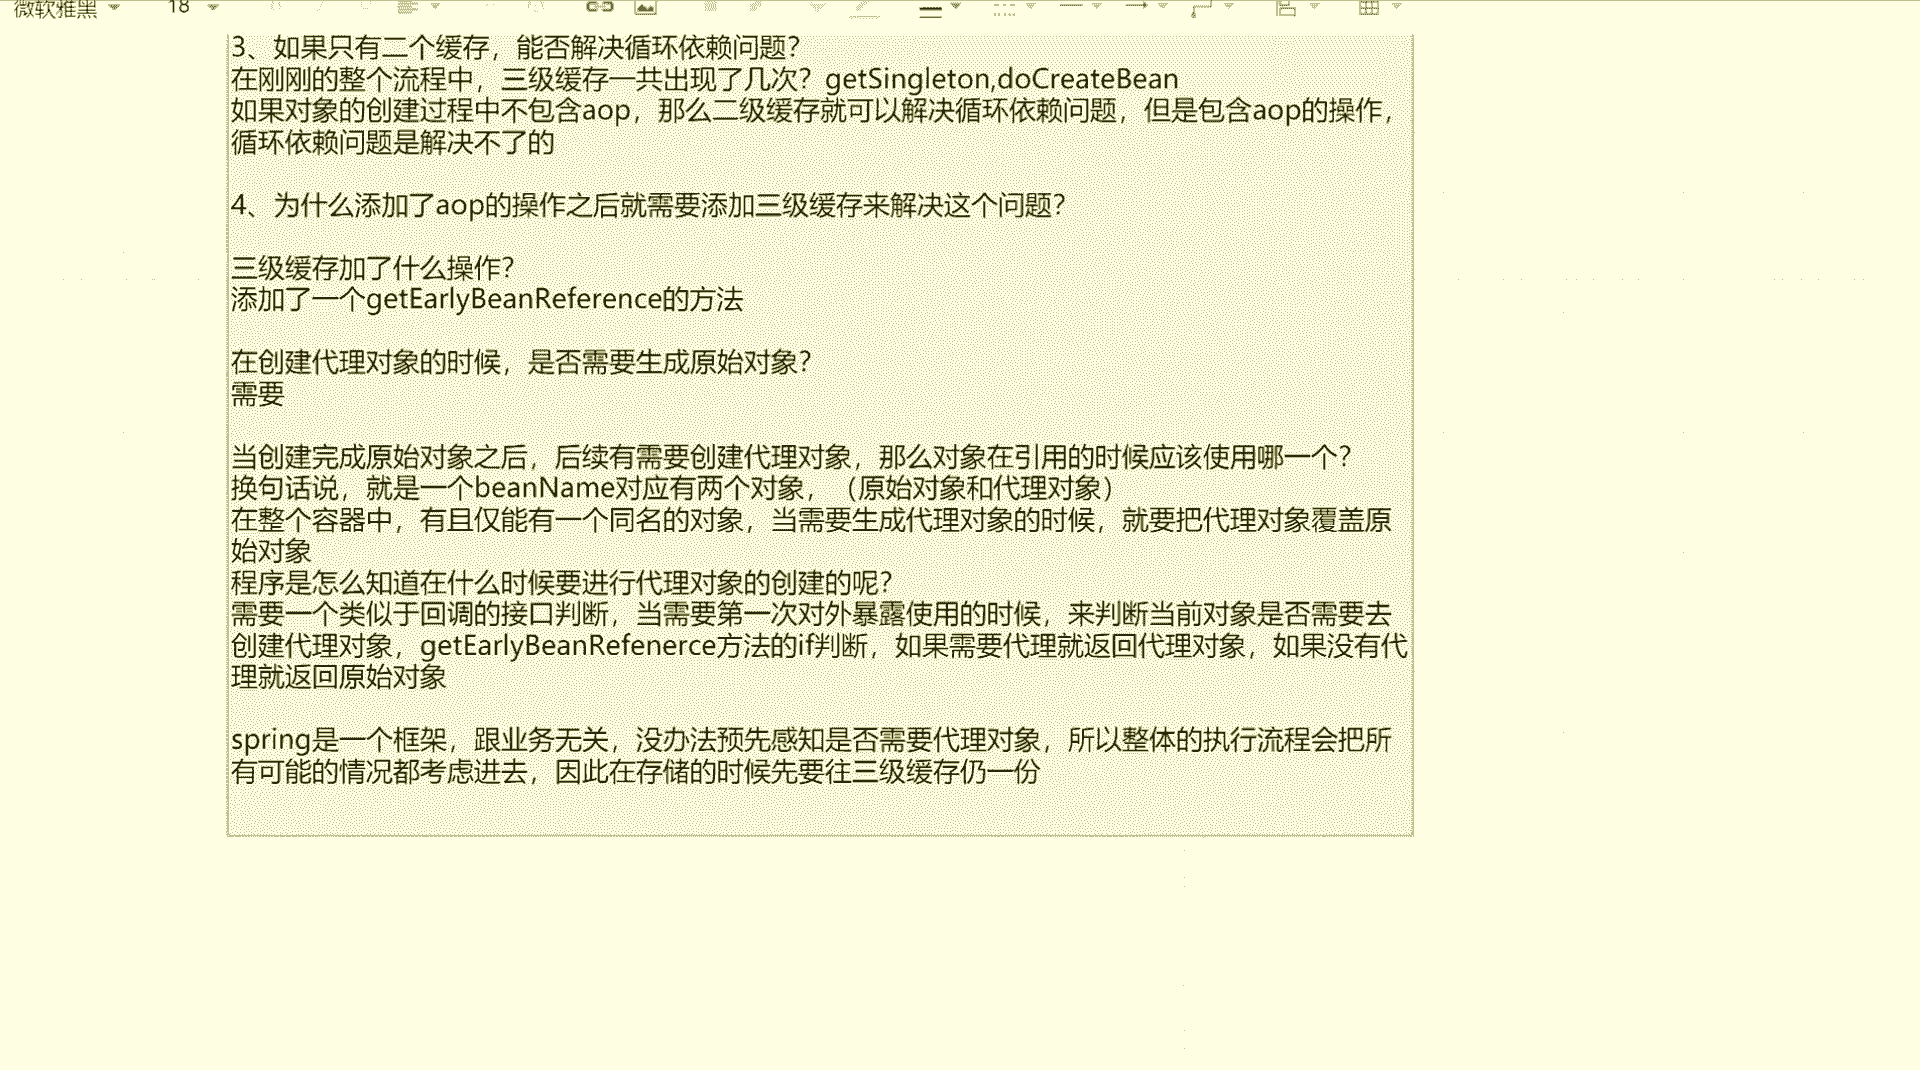 微软雅黑 18
3、如果只有二个缓存，能否解决循环依赖问题？
在刚刚的整个流程中，三级缓存一共出现了几次？getSingleton,doCreateBean
如果对象的创建过程中不包含aop，那么二级缓存就可以解决循环依赖问题，但是包含aop的操作，
循环依赖问题是解决不了的
4、为什么添加了aop的操作之后就需要添加三级缓存来解决这个问题？
三级缓存加了什么操作？
添加了一个getEarlyBeanReference的方法
在创建代理对象的时候，是否需要生成原始对象？
需要
当创建完成原始对象之后，后续有需要创建代理对象，那么对象在引用的时候应该使用哪一个？
换句话说，就是一个beanName对应有两个对象，（原始对象和代理对象）
在整个容器中，有且仅能有一个同名的对象，当需要生成代理对象的时候，就要把代理对象覆盖原
始对象
程序是怎么知道在什么时候要进行代理对象的创建的呢？
需要一个类似于回调的接口判断，当需要第一次对外暴露使用的时候，来判断当前对象是否需要去
创建代理对象，getEarlyBeanRefenerce方法的if判断，如果需要代理就返回代理对象，如果没有代
理就返回原始对象
spring是一个框架，跟业务无关，没办法预先感知是否需要代理对象，所以整体的执行流程会把所
有可能的情况都考虑进去，因此在存储的时候先要往三级缓存仍一份